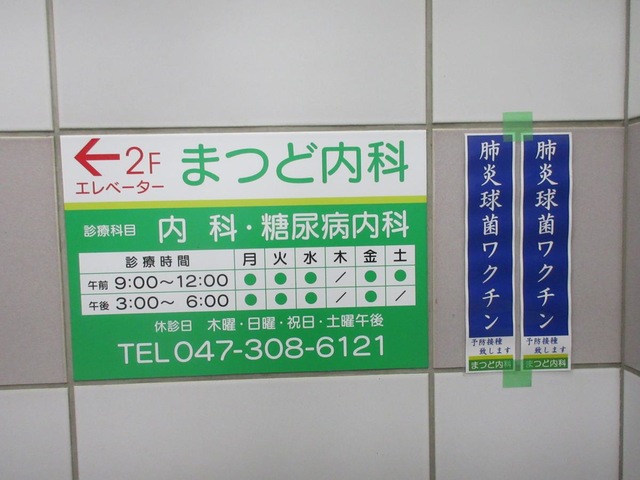 ←2F まつど内科
エレベーター
診療科目 内 科・糖尿病内科
診療時間 月 火 水 木 金 土
午前 9:00〜12:00 ● ● ● / ● ●
午後 3:00〜 6:00 ● ● ● / ● /
休診日 木曜・日曜・祝日・土曜午後
TEL 047-308-6121
肺炎球菌ワクチン
予防接種
致します
まつど内科
肺炎球菌ワクチン
予防接種
致します
まつど内科